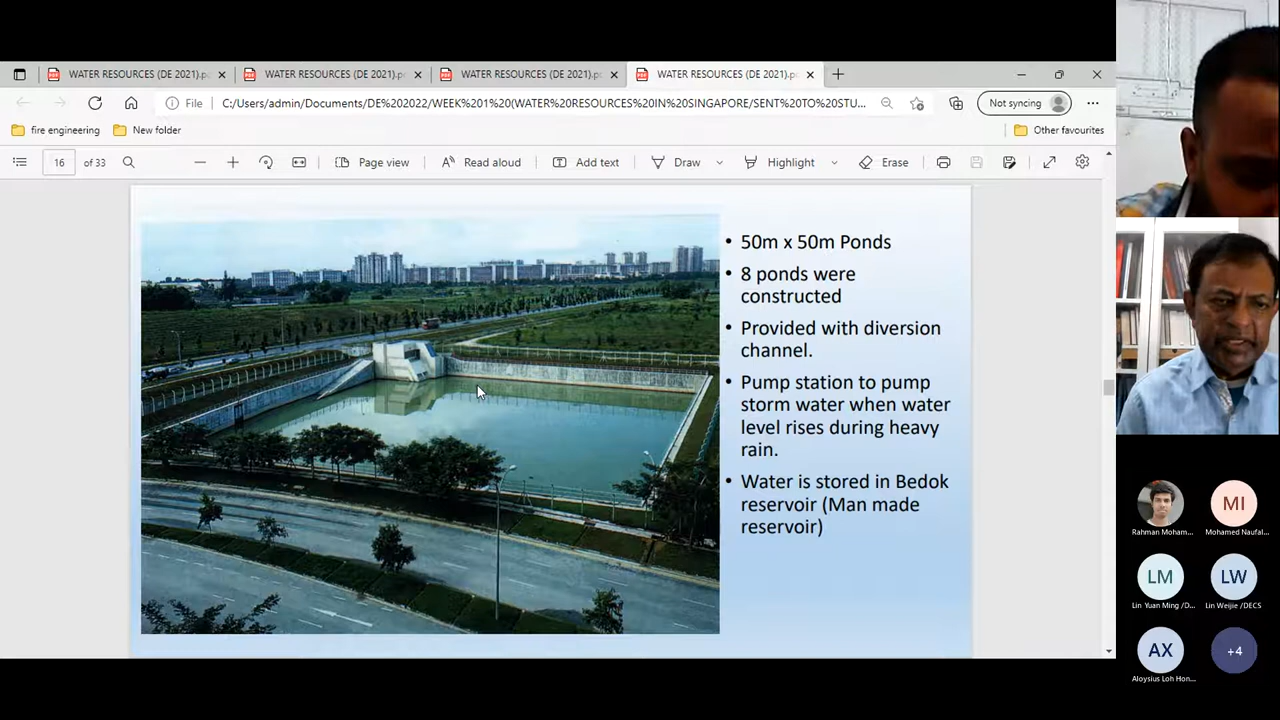 WATER RESOURCES (DE 2021).p
WATER RESOURCES (DE 2021).p
WATER RESOURCES (DE 2021).p
WATER RESOURCES (DE 2021).p
File
C:/Users/admin/Documents/DE%202022/WEEK%201%20(WATER%20RESOURCES%20IN%20SINGAPORE/SENT%20TO%20STU...
Not syncing
fire engineering
New folder
Other favourites
16 of 33
Page view
Read aloud
Add text
Draw
Highlight
Erase
• 50m x 50m Ponds
• 8 ponds were
constructed
• Provided with diversion
channel.
• Pump station to pump
storm water when water
level rises during heavy
rain.
• Water is stored in Bedok
reservoir (Man made
reservoir)
MI
Rahman Moham...
Mohamed Naufal...
LM
LW
Lin Yuan Ming /D...
Lin Weijie /DECS
AX
+4
Aloysius Loh Hon...